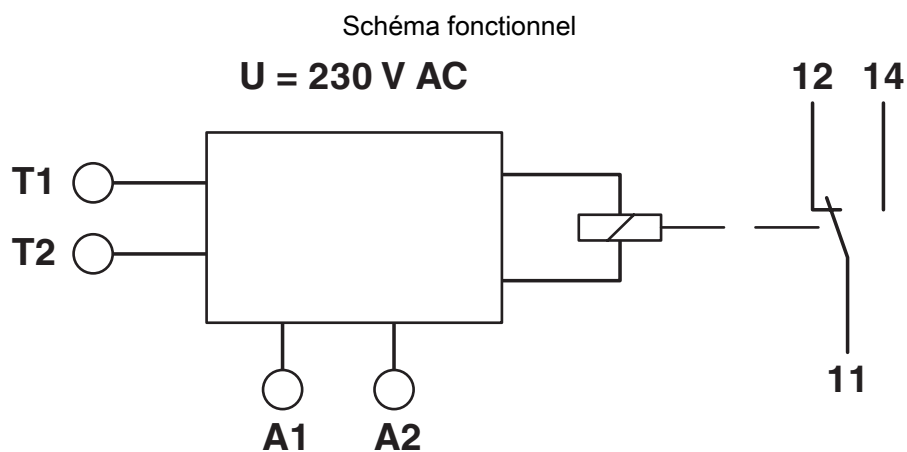 Schéma fonctionnel
U = 230 V AC
12 14
T1
T2
11
A1 A2